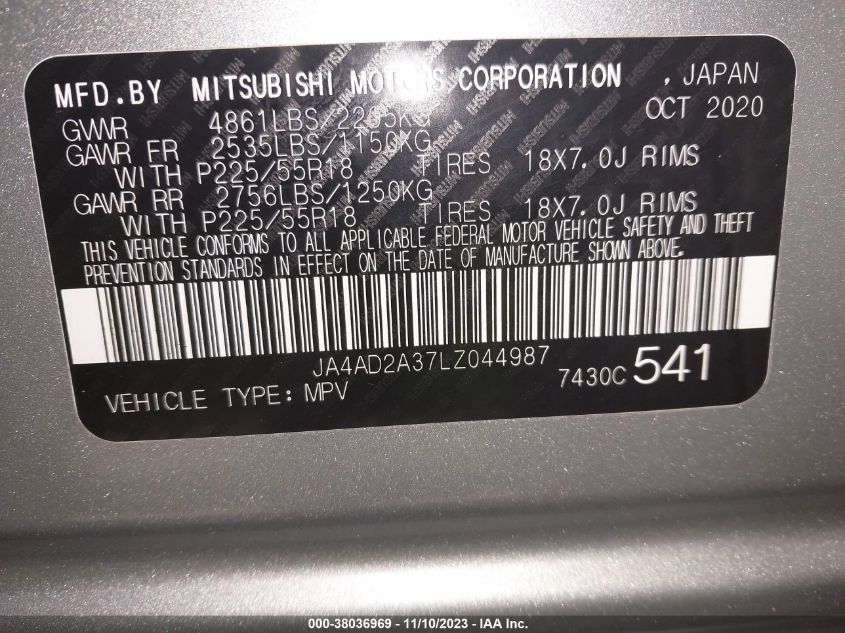 MFD.BY MITSUBISHI MOTORS CORPORATION , JAPAN
OCT 2020
GVWR 4861LBS/2205KG
GAWR FR 2535LBS/1150KG
WITH P225/55R18 TIRES 18X7.0J RIMS
GAWR RR 2756LBS/1250KG
WITH P225/55R18 TIRES 18X7.0J RIMS
THIS VEHICLE CONFORMS TO ALL APPLICABLE FEDERAL MOTOR VEHICLE SAFETY AND THEFT
PREVENTION STANDARDS IN EFFECT ON THE DATE OF MANUFACTURE SHOWN ABOVE.
JA4AD2A37LZ044987
7430C 541
VEHICLE TYPE: MPV
000-38036969 - 11/10/2023 - IAA Inc.